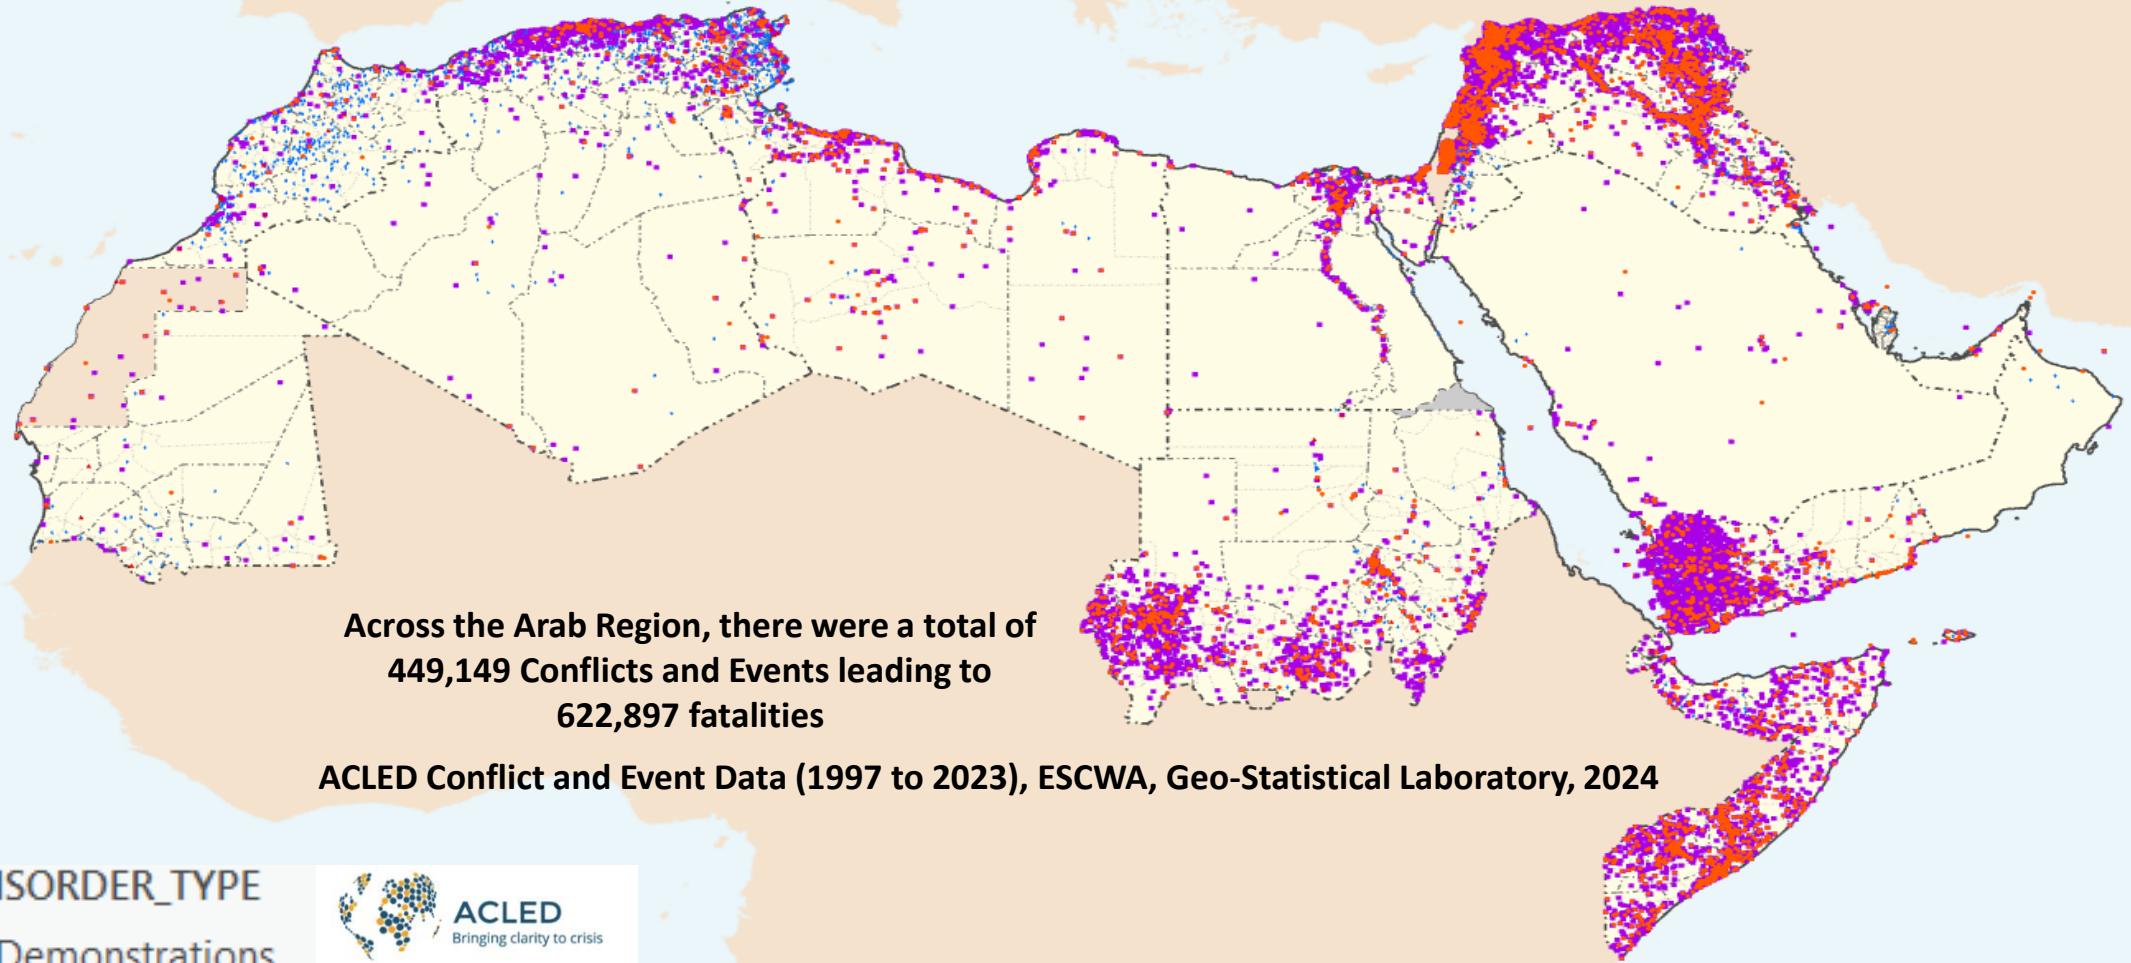 Across the Arab Region, there were a total of
449,149 Conflicts and Events leading to
622,897 fatalities
ACLED Conflict and Event Data (1997 to 2023), ESCWA, Geo-Statistical Laboratory, 2024
ISORDER_TYPE
Demonstrations
ACLED
Bringing clarity to crisis